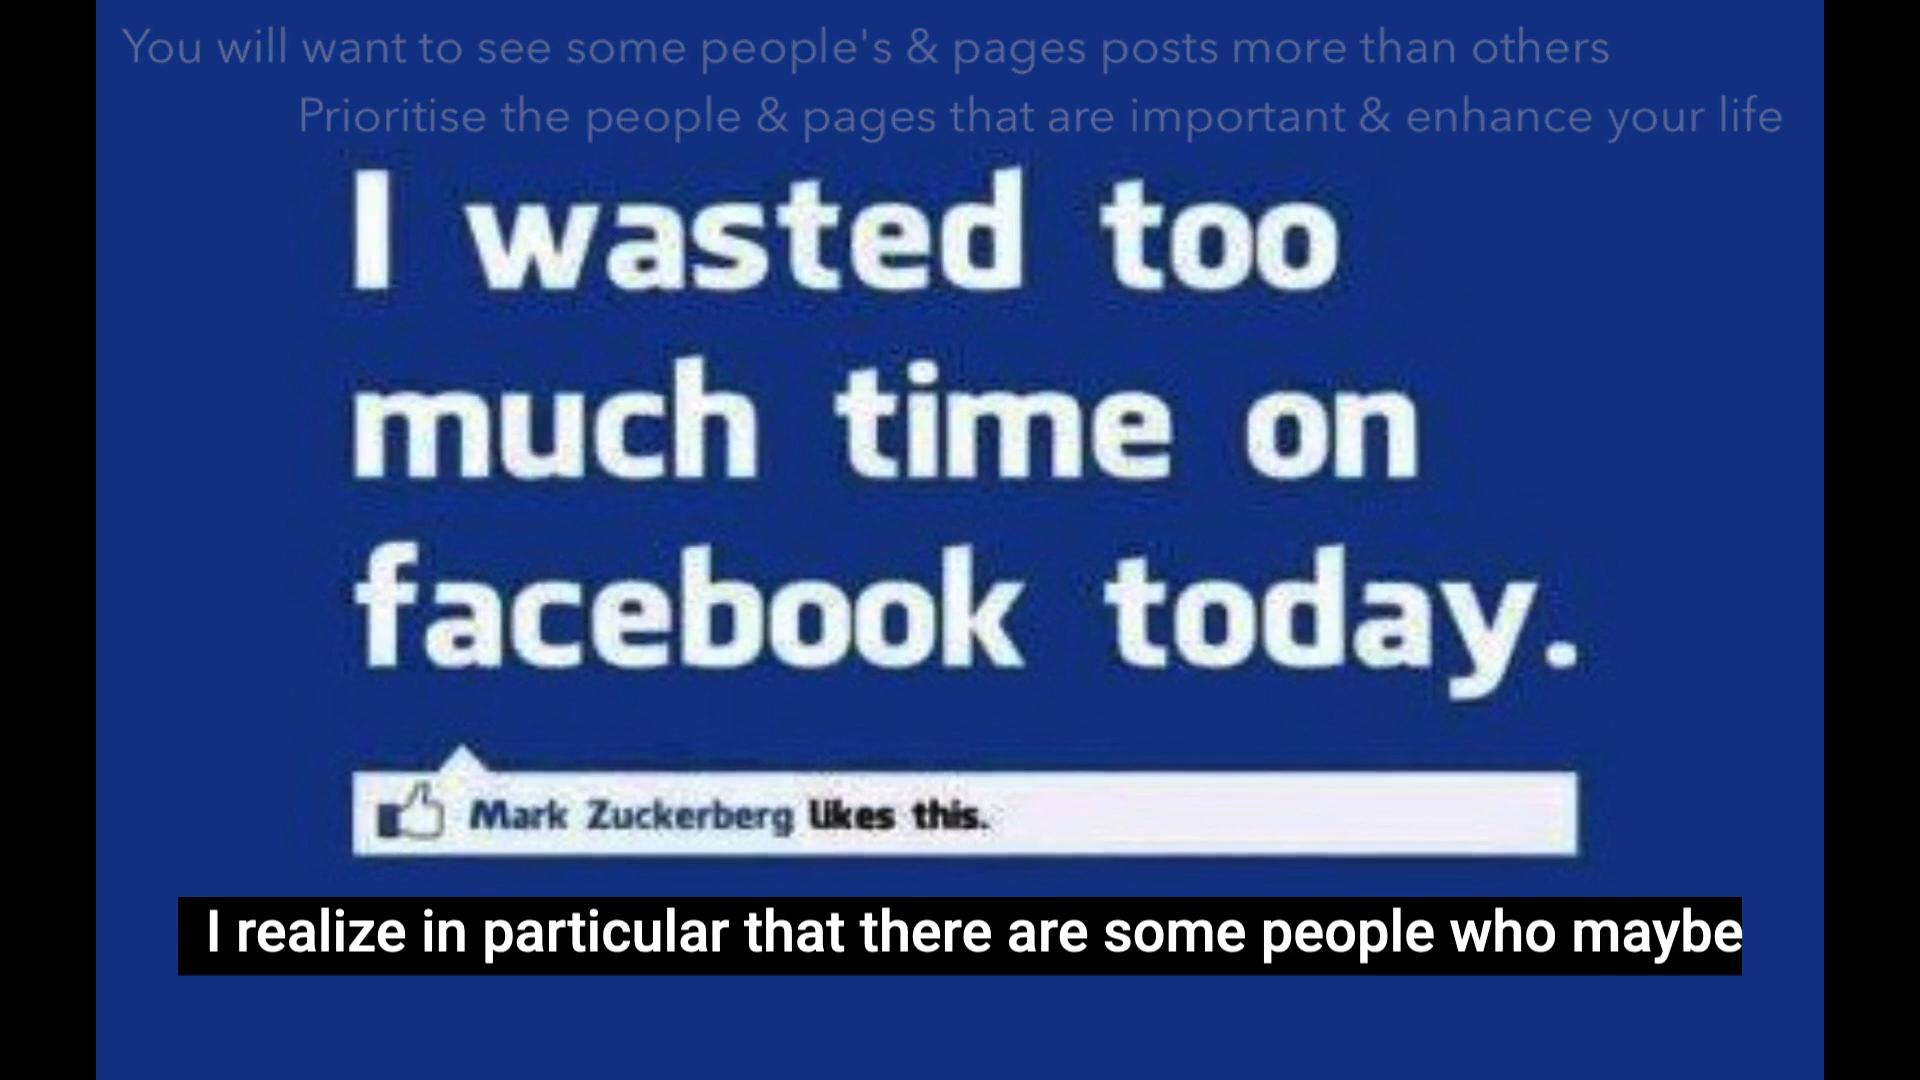 You will want to see some people's & pages posts more than others
Prioritise the people & pages that are important & enhance your life
I wasted too
much time on
facebook today.
Mark Zuckerberg likes this.
I realize in particular that there are some people who maybe